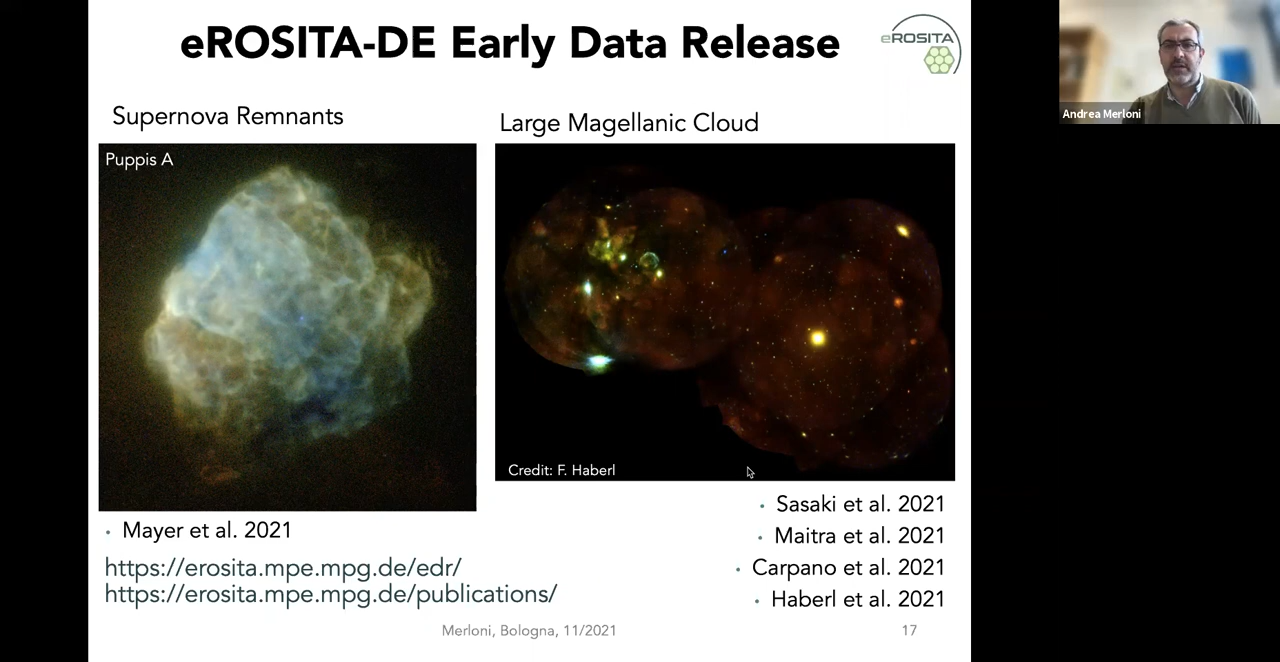 eROSITA-DE Early Data Release
eROSITA
Andrea Merloni
Supernova Remnants
Large Magellanic Cloud
Puppis A
Credit: F. Haberl
• Mayer et al. 2021
https://erosita.mpe.mpg.de/edr/
https://erosita.mpe.mpg.de/publications/
• Sasaki et al. 2021
• Maitra et al. 2021
• Carpano et al. 2021
• Haberl et al. 2021
Merloni, Bologna, 11/2021
17